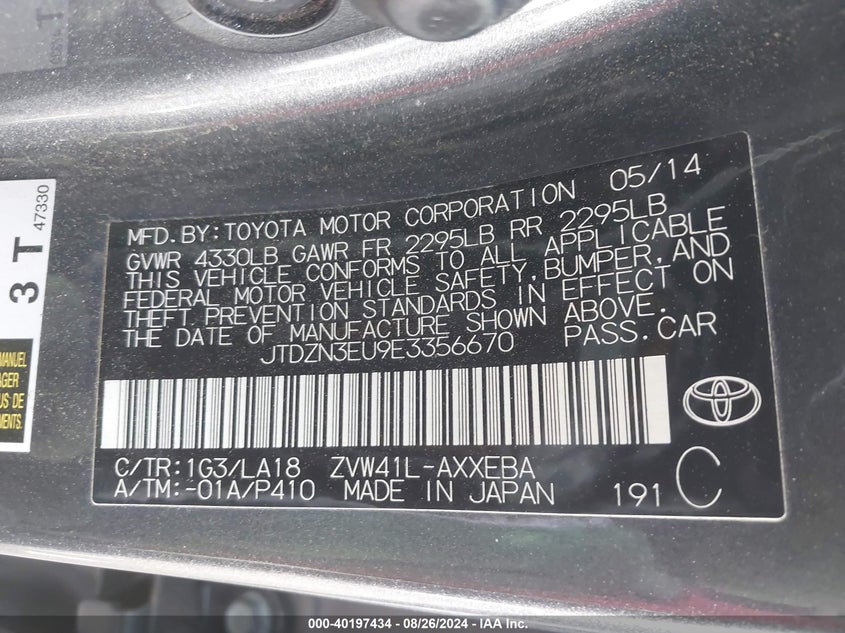 3 T
47330
MANUEL
AGER
US DE
MENTS.
MFD.BY:TOYOTA MOTOR CORPORATION 05/14
GVWR 4330LB GAWR FR 2295LB RR 2295LB
THIS VEHICLE CONFORMS TO ALL APPLICABLE
FEDERAL MOTOR VEHICLE SAFETY,BUMPER,AND
THEFT PREVENTION STANDARDS IN EFFECT ON
THE DATE OF MANUFACTURE SHOWN ABOVE.
JTDZN3EU9E3356670 PASS.CAR
C/TR:1G3/LA18 ZVW41L-AXXEBA
A/TM:-01A/P410 MADE IN JAPAN 191 C
000-40197434 - 08/26/2024 - IAA Inc.